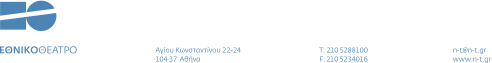 ΕΘΝΙΚΟΘΕΑΤΡΟ
Αγίου Κωνσταντίνου 22-24
104 37 Αθήνα
T: 210 5288100
F: 210 5234016
n-t@n-t.gr
www.n-t.gr